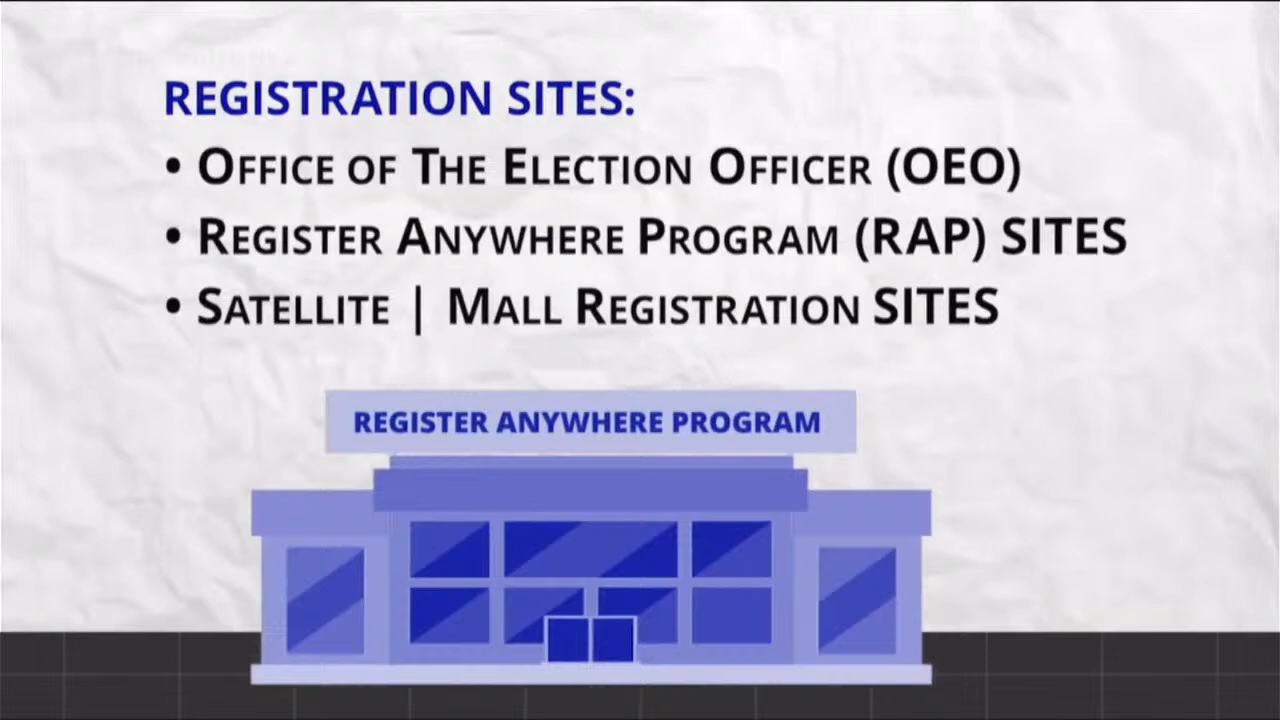 REGISTRATION SITES:
• OFFICE OF THE ELECTION OFFICER (OEO)
• REGISTER ANYWHERE PROGRAM (RAP) SITES
• SATELLITE | MALL REGISTRATION SITES
REGISTER ANYWHERE PROGRAM